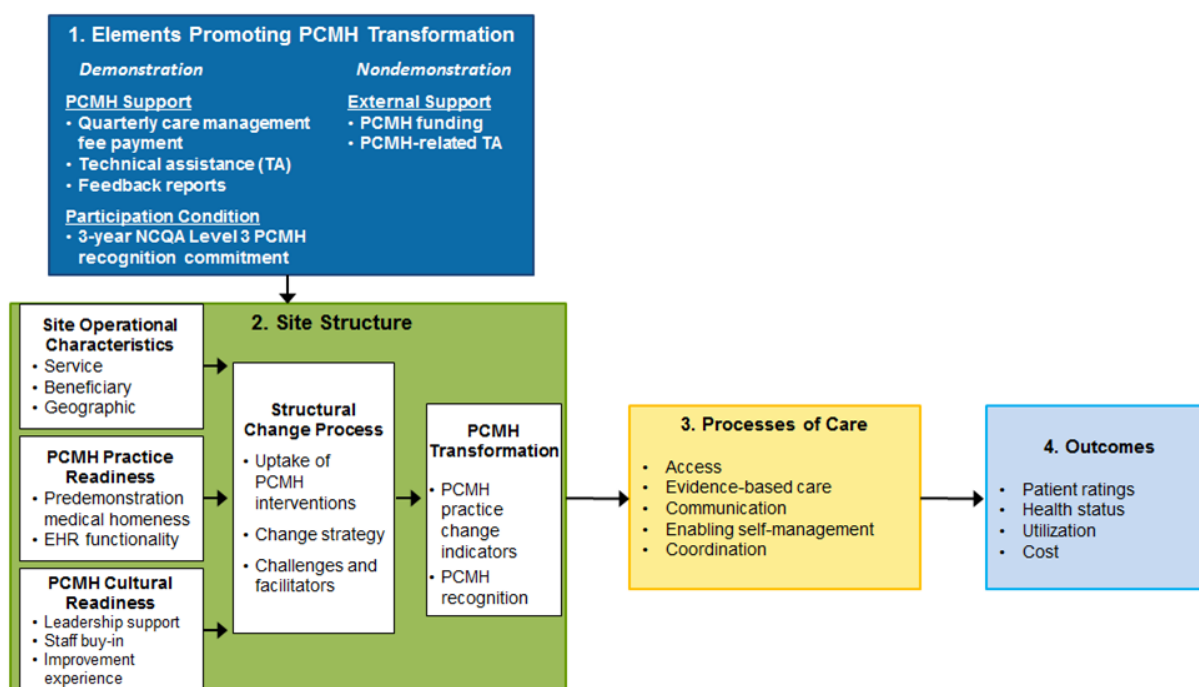 1. Elements Promoting PCMH Transformation
Demonstration
Nondemonstration
PCMH Support
• Quarterly care management
fee payment
• Technical assistance (TA)
• Feedback reports
Participation Condition
• 3-year NCQA Level 3 PCMH
recognition commitment
External Support
• PCMH funding
• PCMH-related TA
2. Site Structure
Site Operational
Characteristics
• Service
• Beneficiary
• Geographic
PCMH Practice
Readiness
• Predemonstration
medical homeness
• EHR functionality
PCMH Cultural
Readiness
• Leadership support
• Staff buy-in
• Improvement
experience
Structural
Change Process
• Uptake of
PCMH
interventions
• Change strategy
• Challenges and
facilitators
PCMH
Transformation
• PCMH
practice
change
indicators
• PCMH
recognition
3. Processes of Care
• Access
• Evidence-based care
• Communication
• Enabling self-management
• Coordination
4. Outcomes
• Patient ratings
• Health status
• Utilization
• Cost